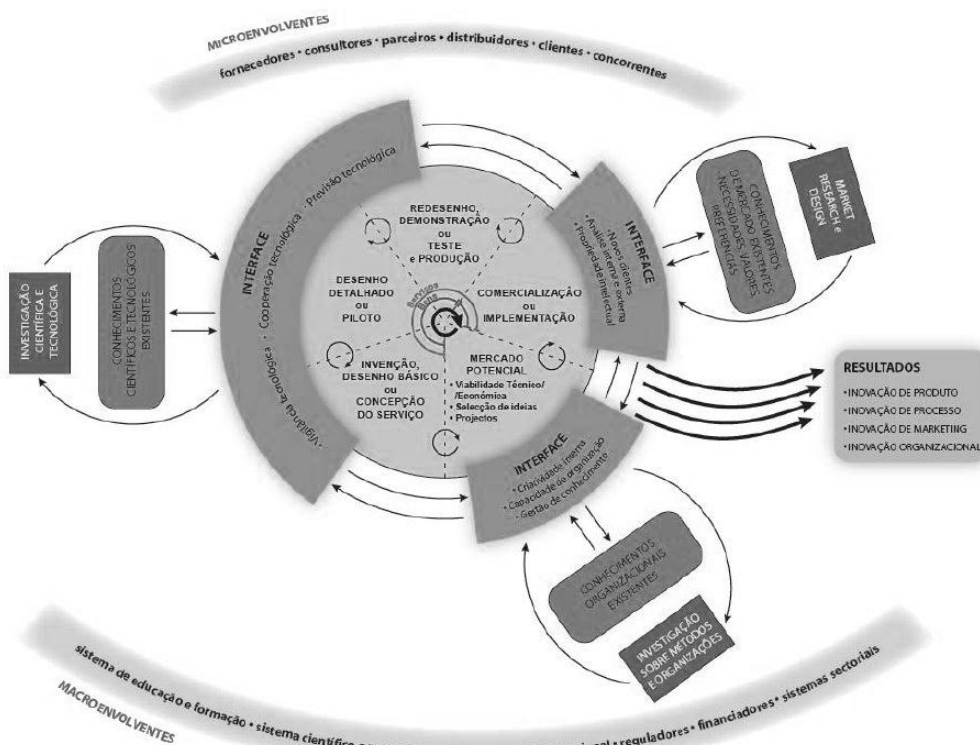 MICROENVOLVENTES
fornecedores • consultores • parceiros • distribuidores • clientes • concorrentes
INTERFACE
• Vigilância tecnológica • Cooperação tecnológica • Previsão tecnológica
INVESTIGAÇÃO
CIENTÍFICA E
TECNOLÓGICA
CONHECIMENTOS
CIENTÍFICOS E TECNOLÓGICOS
EXISTENTES
REDESENHO,
DEMONSTRAÇÃO
ou
TESTE
e PRODUÇÃO
DESENHO
DETALHADO
ou
PILOTO
Serviços
Bens
COMERCIALIZAÇÃO
ou
IMPLEMENTAÇÃO
INVENÇÃO,
DESENHO BÁSICO
ou
CONCEPÇÃO
DO SERVIÇO
MERCADO
POTENCIAL
• Viabilidade Técnico/
/Económica
• Selecção de ideias
• Projectos
INTERFACE
• Novos clientes
• Análise interna e externa
• Propriedade intelectual
CONHECIMENTOS
DE MERCADO EXISTENTES
- NECESSIDADES, VALORES
PREFERÊNCIAS
MARKET
RESEARCH e
DESIGN
RESULTADOS
• INOVAÇÃO DE PRODUTO
• INOVAÇÃO DE PROCESSO
• INOVAÇÃO DE MARKETING
• INOVAÇÃO ORGANIZACIONAL
INTERFACE
• Criatividade interna
• Capacidade de organização
• Gestão de conhecimento
CONHECIMENTOS
ORGANIZACIONAIS
EXISTENTES
INVESTIGAÇÃO
SOBRE MÉTODOS
E ORGANIZAÇÕES
sistema de educação e formação • sistema científico • reguladores • financiadores • sistemas sectoriais
MACROENVOLVENTES